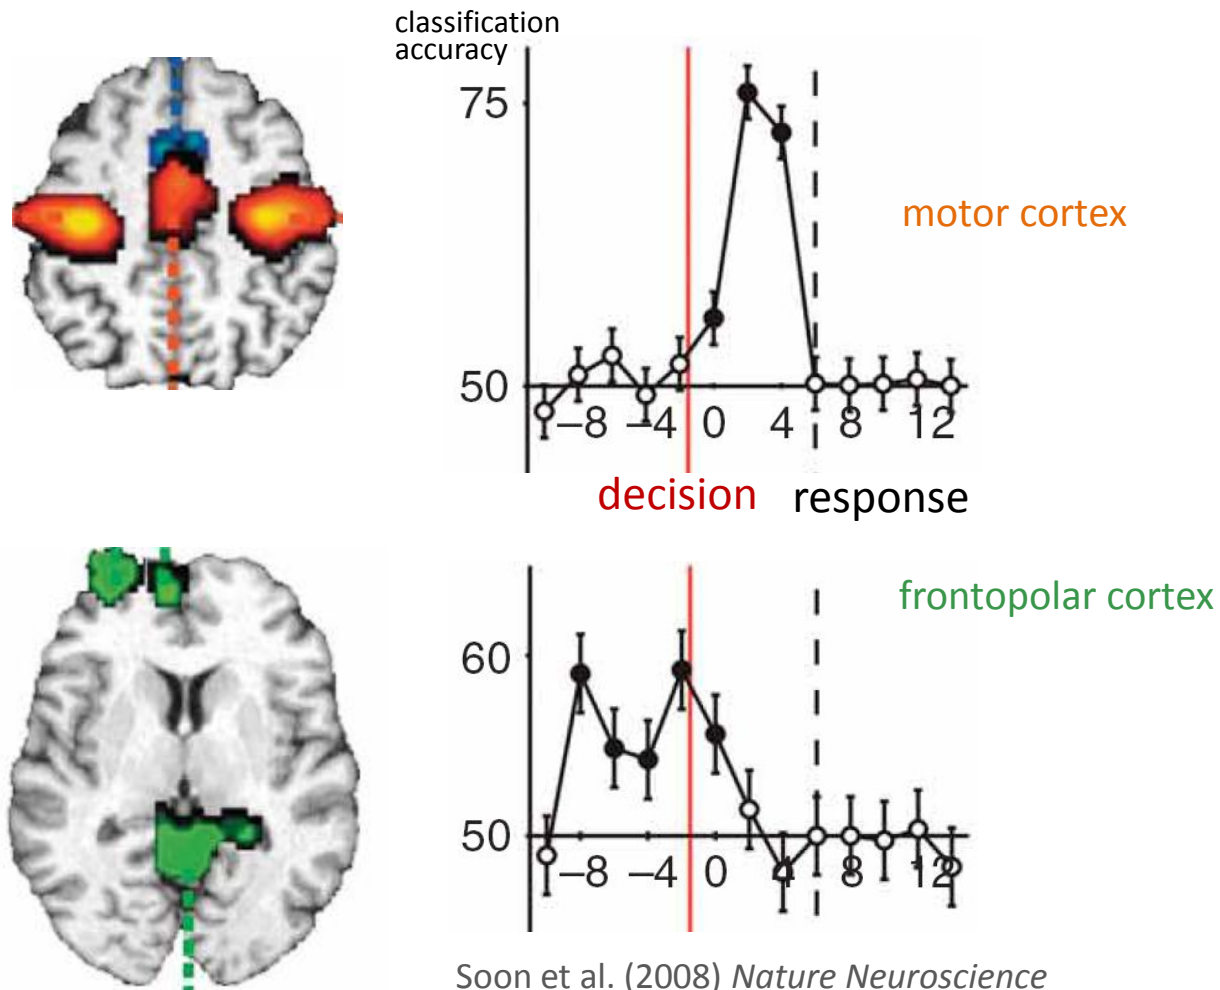 classification
accuracy
75
50
−8 −4 0 4 8 12
motor cortex
decision response
frontopolar cortex
60
50
−8 −4 0 4 8 12
Soon et al. (2008) Nature Neuroscience